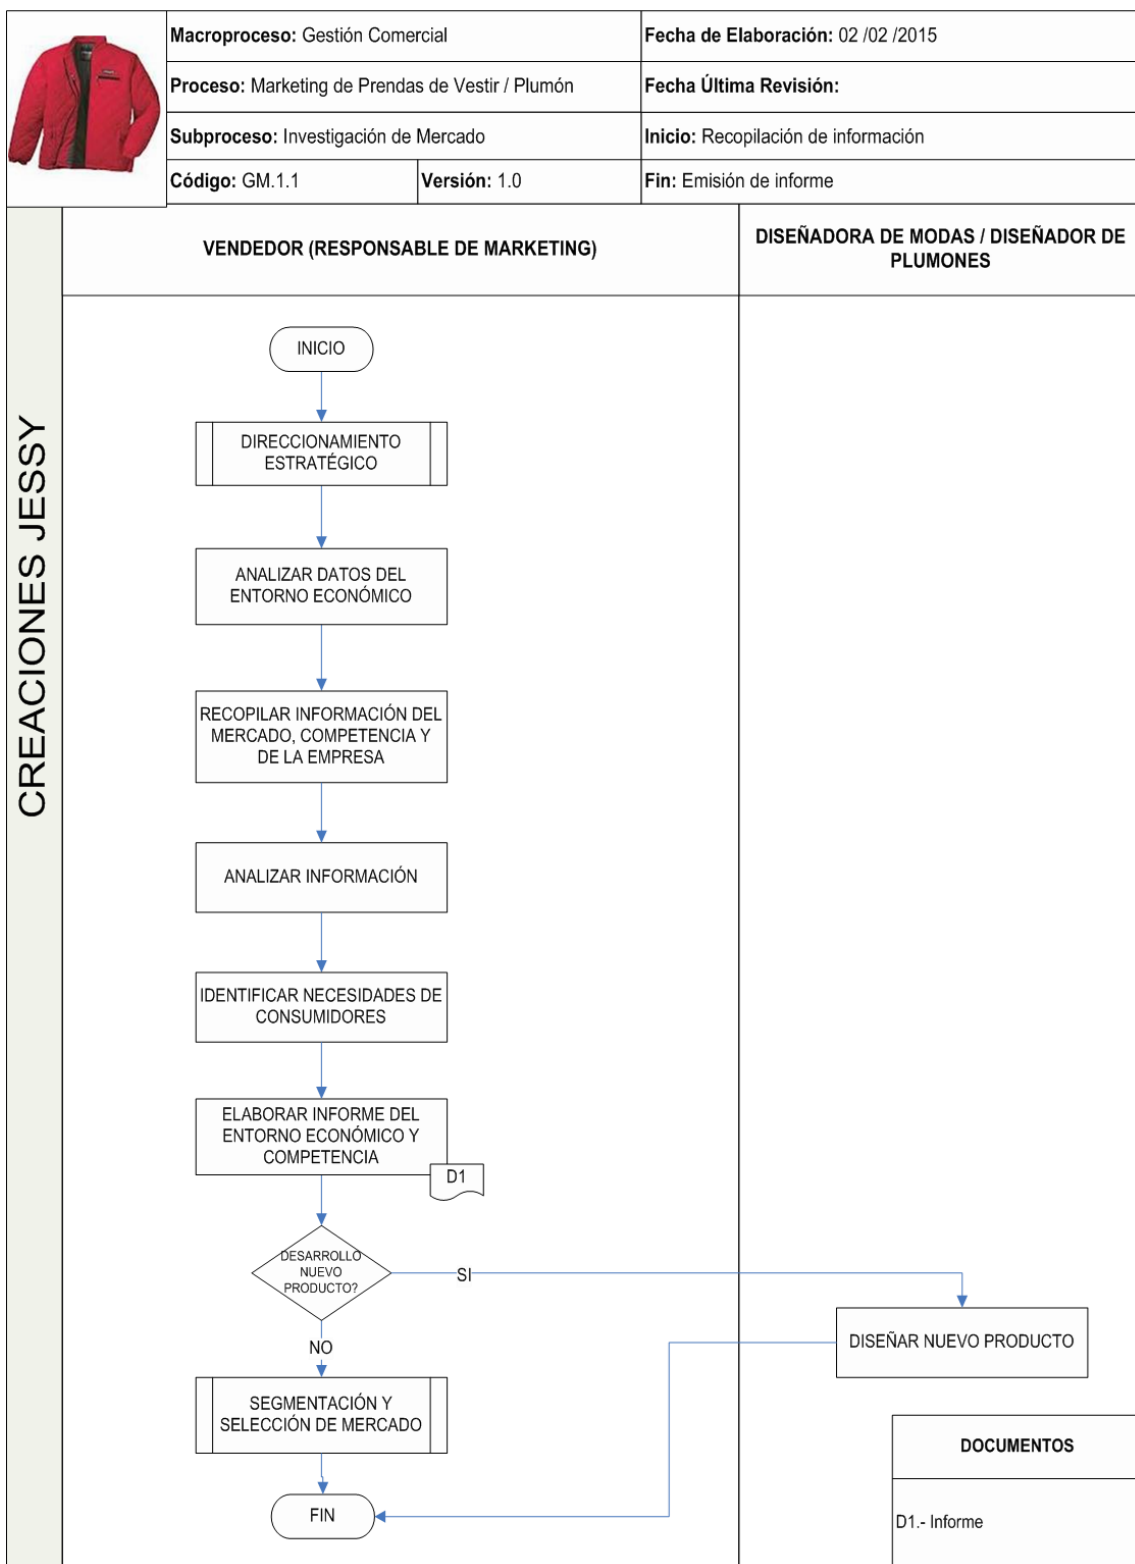 Macroproceso: Gestión Comercial
Fecha de Elaboración: 02 /02 /2015
Proceso: Marketing de Prendas de Vestir / Plumón
Fecha Última Revisión:
Subproceso: Investigación de Mercado
Inicio: Recopilación de información
Código: GM.1.1
Versión: 1.0
Fin: Emisión de informe
CREACIONES JESSY
VENDEDOR (RESPONSABLE DE MARKETING)
DISEÑADORA DE MODAS / DISEÑADOR DE
PLUMONES
INICIO
DIRECCIONAMIENTO
ESTRATÉGICO
ANALIZAR DATOS DEL
ENTORNO ECONÓMICO
RECOPILAR INFORMACIÓN DEL
MERCADO, COMPETENCIA Y
DE LA EMPRESA
ANALIZAR INFORMACIÓN
IDENTIFICAR NECESIDADES DE
CONSUMIDORES
ELABORAR INFORME DEL
ENTORNO ECONÓMICO Y
COMPETENCIA
D1
DESARROLLO
NUEVO
PRODUCTO?
SI
NO
DISEÑAR NUEVO PRODUCTO
SEGMENTACIÓN Y
SELECCIÓN DE MERCADO
FIN
DOCUMENTOS
D1.- Informe